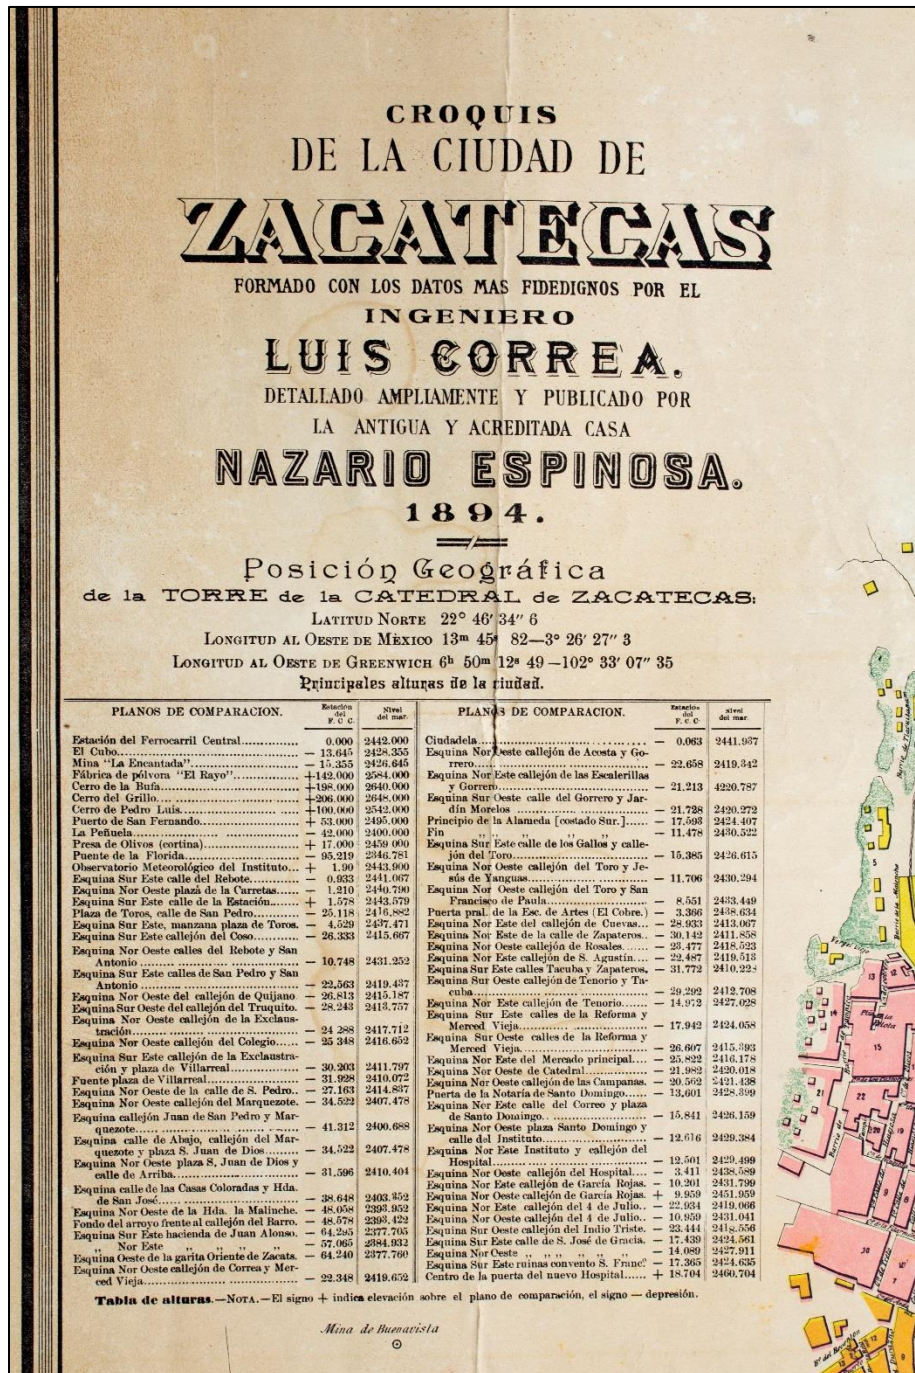 CROQUIS
DE LA CIUDAD DE
ZACATECAS
FORMADO CON LOS DATOS MAS FIDEDIGNOS POR EL
INGENIERO
LUIS CORREA.
DETALLADO AMPLIAMENTE Y PUBLICADO POR
LA ANTIGUA Y ACREDITADA CASA
NAZARIO ESPINOSA.
1894.
Posición Geográfica
de la TORRE de la CATEDRAL de ZACATECAS:
LATITUD NORTE 22° 46' 34" 6
LONGITUD AL OESTE DE MÈXICO 13m 45s 82—3° 26' 27" 3
LONGITUD AL OESTE DE GREENWICH 6h 50m 12s 49—102° 33' 07" 35
Principales alturas de la ciudad.
PLANOS DE COMPARACION. Estación del F. C. C. Nivel del mar.
Estación del Ferrocarril Central 0.000 2442.000
El Cubo — 13.645 2428.355
Mina "La Encantada" — 15.355 2426.645
Fábrica de pólvora "El Rayo" +142.000 2584.000
Cerro de la Bufa +198.000 2640.000
Cerro del Grillo +206.000 2648.000
Cerro de Pedro Luis +100.000 2542.000
Puerto de San Fernando + 53.000 2495.000
La Peñuela — 42.000 2400.000
Presa de Olivos (cortina) + 17.000 2459 000
Puente de la Florida — 95.219 2346.781
Observatorio Meteorológico del Instituto + 1.90 2443.900
Esquina Sur Este calle del Rebote — 0.933 2441.067
Esquina Nor Oeste plaza de la Carretas — 1.210 2440.790
Esquina Sur Este calle de la Estación + 1.578 2443.579
Plaza de Toros, calle de San Pedro — 25.118 2416.882
Esquina Sur Este, manzana plaza de Toros. — 4.529 2437.471
Esquina Sur Este callejón del Coso — 26.333 2415.667
Esquina Nor Oeste calles del Rebote y San
Antonio — 10.748 2431.252
Esquina Sur Este calles de San Pedro y San
Antonio — 22,563 2419.437
Esquina Nor Oeste del callejón de Quijano — 26.813 2415.187
Esquina Sur Oeste del callejón del Truquito. — 28.243 2413.757
Esquina Nor Oeste callejón de la Exclaus-
tración — 24 288 2417.712
Esquina Nor Oeste callejón del Colegio — 25 348 2416.652
Esquina Sur Este callejón de la Exclaustra-
ción y plaza de Villarreal — 30.203 2411.797
Fuente plaza de Villarreal — 31.928 2410.072
Esquina Nor Oeste de la calle de S. Pedro — 27.163 2414.837
Esquina Nor Oeste callejón del Marquezote. — 34.522 2407.478
Esquina callejón Juan de San Pedro y Mar-
quezote — 41.312 2400.688
Esquina calle de Abajo, callejón del Mar-
quezote y plaza S. Juan de Dios — 34.522 2407.478
Esquina Nor Oeste plaza S. Juan de Dios y
calle de Arriba — 31.596 2410.404
Esquina calle de las Casas Coloradas y Hda.
de San José — 38.648 2403.352
Esquina Nor Oeste de la Hda. la Malinche. — 48.058 2393.952
Fondo del arroyo frente al callejón del Barro. — 48.578 2393.422
Esquina Sur Este hacienda de Juan Alonso. — 64.295 2377.705
,, Nor Este ,, ,, ,, ,, — 57.065 2384.932
Esquina Oeste de la garita Oriente de Zacats. — 64.240 2377.760
Esquina Nor Oeste callejón de Correa y Mer-
ced Vieja — 22.348 2419.652
PLANOS DE COMPARACION. Estación del F. C. C. Nivel del mar.
Ciudadela — 0.063 2441.937
Esquina Nor Oeste callejón de Acosta y Go-
rrero — 22.658 2419.342
Esquina Nor Este callejón de las Escalerillas
y Gorrero — 21.213 4220.787
Esquina Sur Oeste calle del Gorrero y Jar-
dín Morelos — 21.728 2420.272
Principio de la Alameda [costado Sur.] — 17.593 2424.407
Fin ,, ,, ,, ,, ,, — 11.478 2430.522
Esquina Sur Este calle de los Gallos y calle-
jón del Toro — 15.385 2426.615
Esquina Nor Oeste callejón del Toro y Je-
sús de Yanguas — 11.706 2430.294
Esquina Nor Oeste callejón del Toro y San
Francisco de Paula — 8.551 2433.449
Puerta pral. de la Esc. de Artes (El Cobre.) — 3.366 2438.634
Esquina Nor Este del callejón de Cuevas — 28.933 2413.067
Esquina Nor Este de la calle de Zapateros — 30.142 2411.858
Esquina Nor Oeste callejón de Rosales — 23.477 2418.523
Esquina Nor Este callejón de S. Agustín — 22.487 2419.513
Esquina Sur Este calles Tacuba y Zapateros. — 31.772 2410.228
Esquina Sur Oeste callejón de Tenorio y Ta-
cuba — 29.292 2412.708
Esquina Nor Este callejón de Tenorio — 14.972 2427.028
Esquina Sur Este calles de la Reforma y
Merced Vieja — 17.942 2424.058
Esquina Sur Oeste calles de la Reforma y
Merced Vieja — 26.607 2415.393
Esquina Nor Este del Mercado principal — 25.822 2416.178
Esquina Nor Oeste de Catedral — 21.982 2420.018
Esquina Nor Oeste callejón de las Campanas. — 20.562 2421.438
Puerta de la Notaría de Santo Domingo — 13,601 2428.399
Esquina Nor Este calle del Correo y plaza
de Santo Domingo — 15.841 2426.159
Esquina Nor Oeste plaza Santo Domingo y
calle del Instituto — 12.616 2429.384
Esquina Nor Este Instituto y callejón del
Hospital — 12.501 2429.499
Esquina Nor Oeste callejón del Hospital — 3.411 2438.589
Esquina Nor Este callejón de García Rojas. — 10.201 2431.799
Esquina Nor Oeste callejón de García Rojas. + 9.959 2451.959
Esquina Nor Este callejón del 4 de Julio — 22.934 2419.066
Esquina Nor Oeste callejón del 4 de Julio — 10.959 2431.041
Esquina Sur Oeste callejón del Indio Triste. — 23.444 2418.556
Esquina Sur Este calle de S. José de Gracia. — 17.439 2424.561
Esquina Nor Oeste ,, ,, ,, ,, ,, ,, — 14.089 2427.911
Esquina Sur Este ruinas convento S. Franco — 17.365 2424.635
Centro de la puerta del nuevo Hospital + 18.704 2460.704
Tabla de alturas.—NOTA.—El signo + indica elevación sobre el plano de comparación, el signo — depresión.
Mina de Buenavista